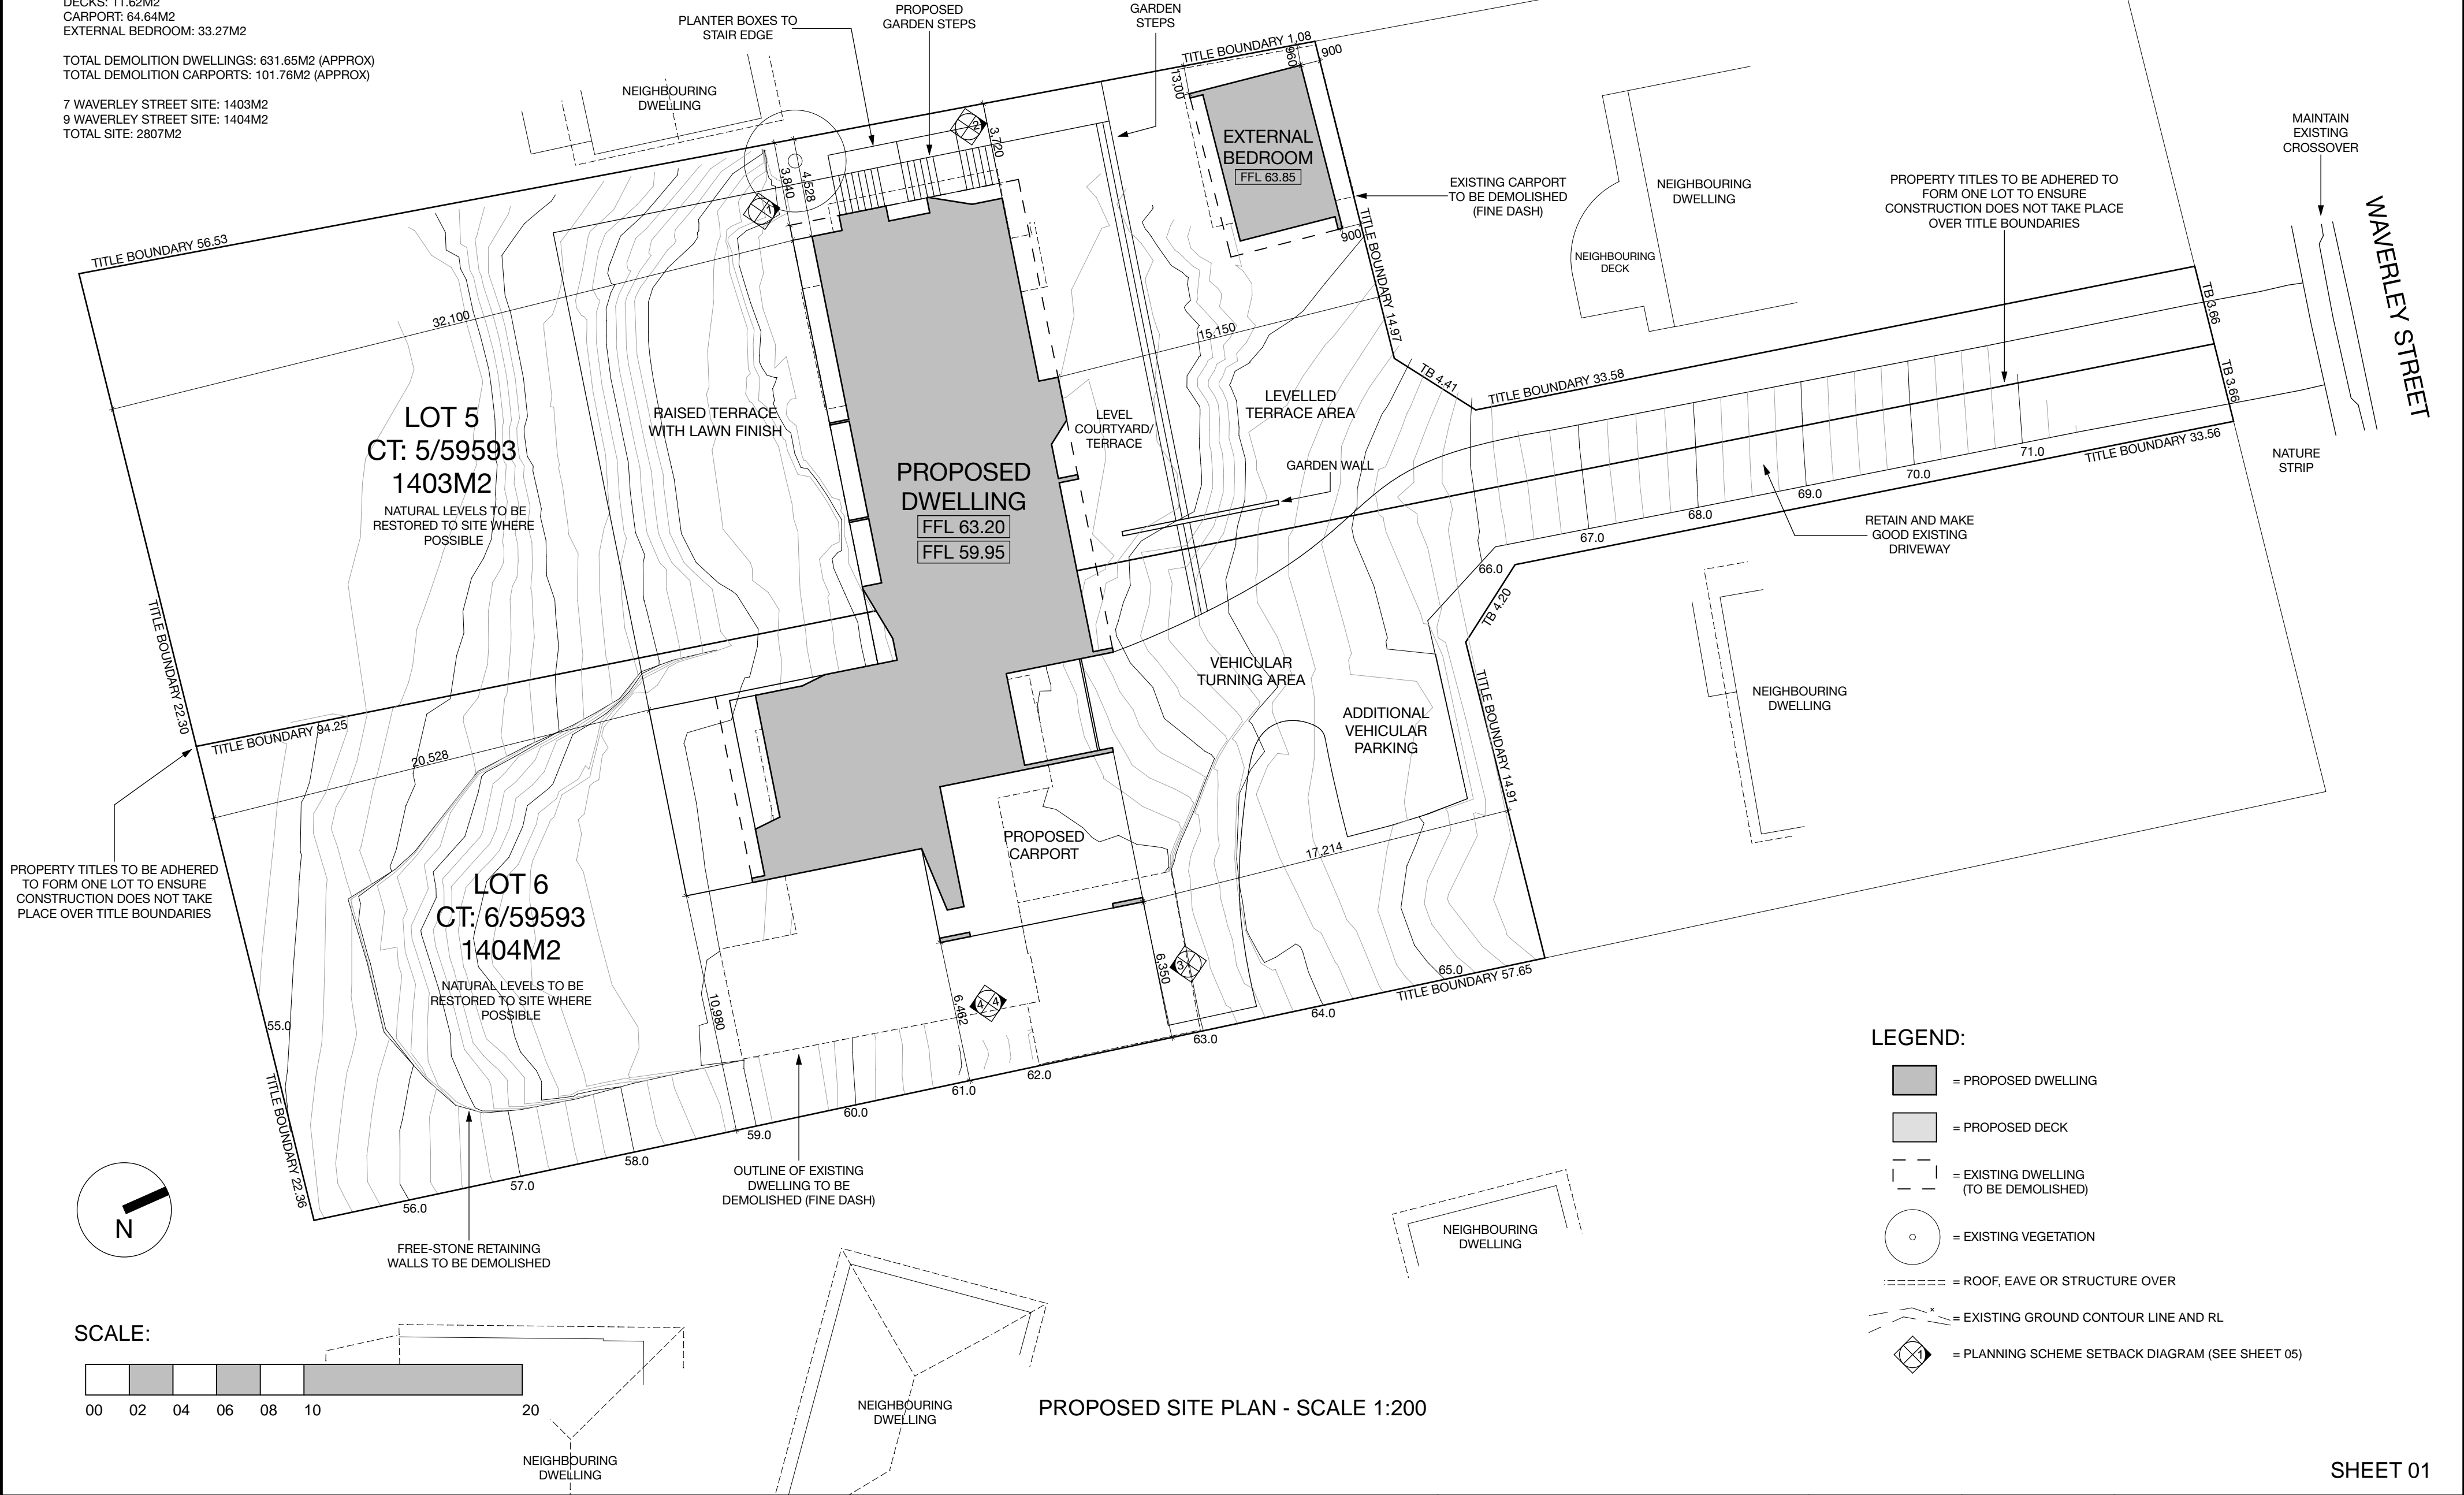 DECKS: 11.62M2
CARPORT: 64.64M2
EXTERNAL BEDROOM: 33.27M2
TOTAL DEMOLITION DWELLINGS: 631.65M2 (APPROX)
TOTAL DEMOLITION CARPORTS: 101.76M2 (APPROX)
7 WAVERLEY STREET SITE: 1403M2
9 WAVERLEY STREET SITE: 1404M2
TOTAL SITE: 2807M2
PLANTER BOXES TO
STAIR EDGE
PROPOSED
GARDEN STEPS
GARDEN
STEPS
NEIGHBOURING
DWELLING
TITLE BOUNDARY 1,08
900
960
13,00
EXTERNAL
BEDROOM
FFL 63.85
900
EXISTING CARPORT
TO BE DEMOLISHED
(FINE DASH)
NEIGHBOURING
DWELLING
NEIGHBOURING
DECK
PROPERTY TITLES TO BE ADHERED TO
FORM ONE LOT TO ENSURE
CONSTRUCTION DOES NOT TAKE PLACE
OVER TITLE BOUNDARIES
MAINTAIN
EXISTING
CROSSOVER
WAVERLEY STREET
2
3,720
3,840
4,528
1
TITLE BOUNDARY 56.53
32,100
15,150
TITLE BOUNDARY 14.97
TB 4.41
TITLE BOUNDARY 33.58
TB 3.66
TB 3.66
TITLE BOUNDARY 33.56
NATURE
STRIP
LOT 5
CT: 5/59593
1403M2
NATURAL LEVELS TO BE
RESTORED TO SITE WHERE
POSSIBLE
RAISED TERRACE
WITH LAWN FINISH
PROPOSED
DWELLING
FFL 63.20
FFL 59.95
LEVEL
COURTYARD/
TERRACE
LEVELLED
TERRACE AREA
GARDEN WALL
71.0
70.0
69.0
68.0
67.0
66.0
RETAIN AND MAKE
GOOD EXISTING
DRIVEWAY
TB 4.20
TITLE BOUNDARY 22.30
TITLE BOUNDARY 94.25
20,528
VEHICULAR
TURNING AREA
ADDITIONAL
VEHICULAR
PARKING
TITLE BOUNDARY 14.91
NEIGHBOURING
DWELLING
PROPOSED
CARPORT
17,214
PROPERTY TITLES TO BE ADHERED
TO FORM ONE LOT TO ENSURE
CONSTRUCTION DOES NOT TAKE
PLACE OVER TITLE BOUNDARIES
LOT 6
CT: 6/59593
1404M2
NATURAL LEVELS TO BE
RESTORED TO SITE WHERE
POSSIBLE
10,980
6,462
4
4
6,350
3
TITLE BOUNDARY 57.65
65.0
64.0
63.0
62.0
61.0
60.0
59.0
58.0
57.0
56.0
55.0
TITLE BOUNDARY 22.36
OUTLINE OF EXISTING
DWELLING TO BE
DEMOLISHED (FINE DASH)
FREE-STONE RETAINING
WALLS TO BE DEMOLISHED
N
NEIGHBOURING
DWELLING
NEIGHBOURING
DWELLING
NEIGHBOURING
DWELLING
SCALE:
00 02 04 06 08 10 20
PROPOSED SITE PLAN - SCALE 1:200
LEGEND:
= PROPOSED DWELLING
= PROPOSED DECK
= EXISTING DWELLING
(TO BE DEMOLISHED)
= EXISTING VEGETATION
= ROOF, EAVE OR STRUCTURE OVER
x
= EXISTING GROUND CONTOUR LINE AND RL
1
= PLANNING SCHEME SETBACK DIAGRAM (SEE SHEET 05)
SHEET 01